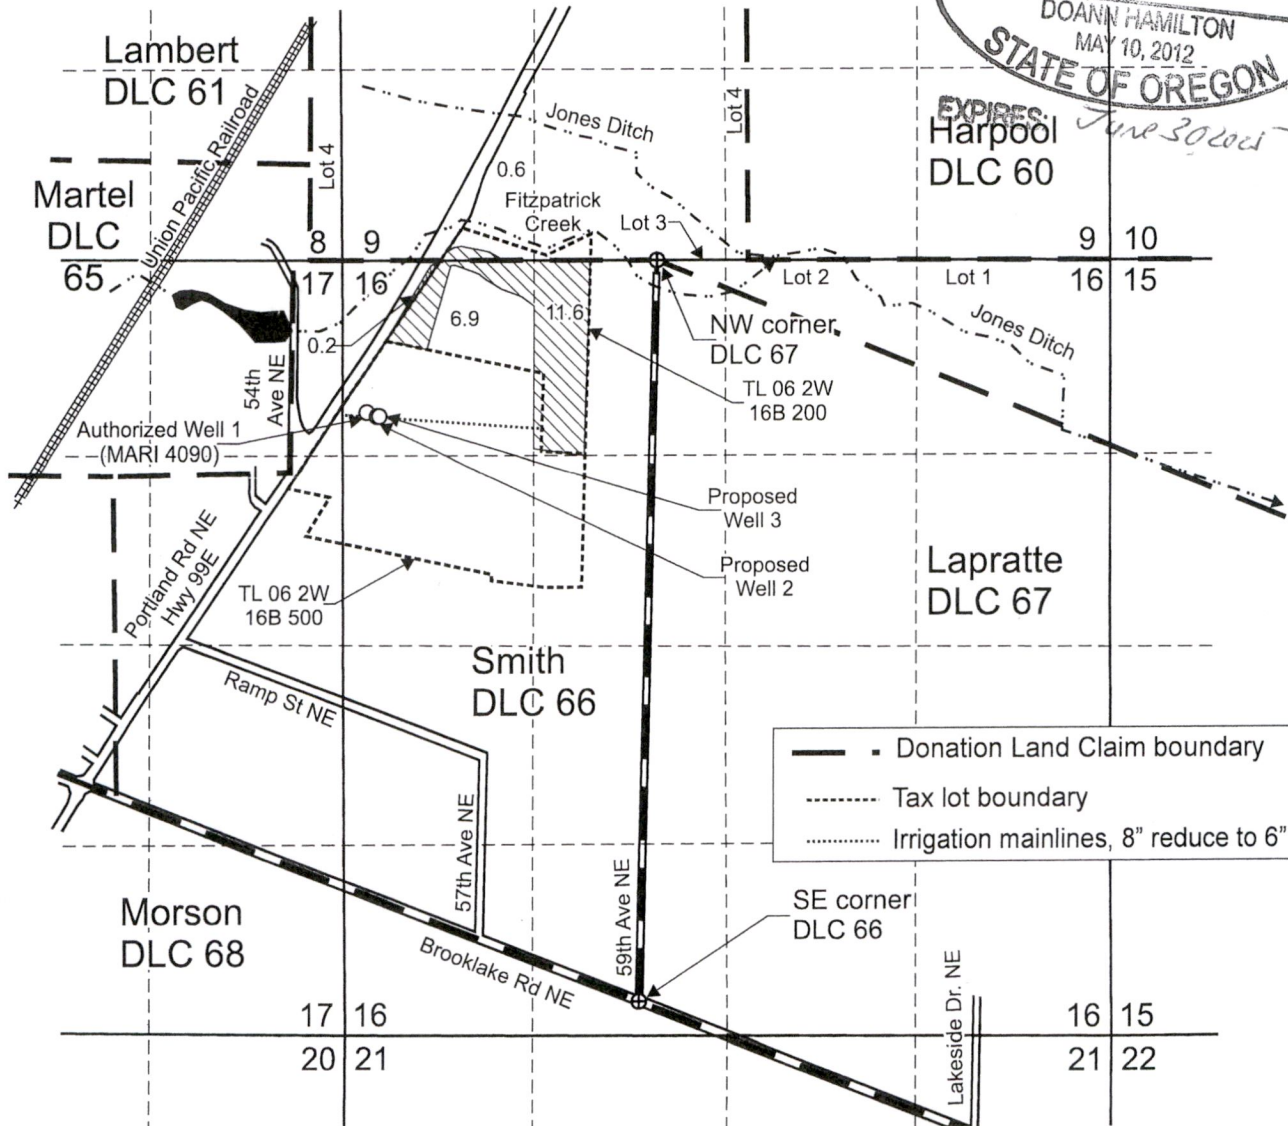 DOANN HAMILTON
MAY 10, 2012
STATE OF OREGON
EXPIRES:
Lambert
DLC 61
Union Pacific Railroad
Lot 4
Jones Ditch
Lot 4
Harpool
DLC 60
Martel
DLC
65
0.6
Fitzpatrick
Creek
Lot 3
8 9
17 16
9 10
16 15
Lot 2
Lot 1
0.2
6.9
11.6
NW corner
DLC 67
Jones Ditch
54th
Ave NE
TL 06 2W
16B 200
Authorized Well 1
(MARI 4090)
Proposed
Well 3
Proposed
Well 2
Portland Rd NE
Hwy 99E
TL 06 2W
16B 500
Lapratte
DLC 67
Smith
DLC 66
Ramp St NE
Donation Land Claim boundary
Tax lot boundary
Irrigation mainlines, 8" reduce to 6"
57th Ave NE
59th Ave NE
SE corner
DLC 66
Morson
DLC 68
Brooklake Rd NE
Lakeside Dr. NE
17 16
20 21
16 15
21 22